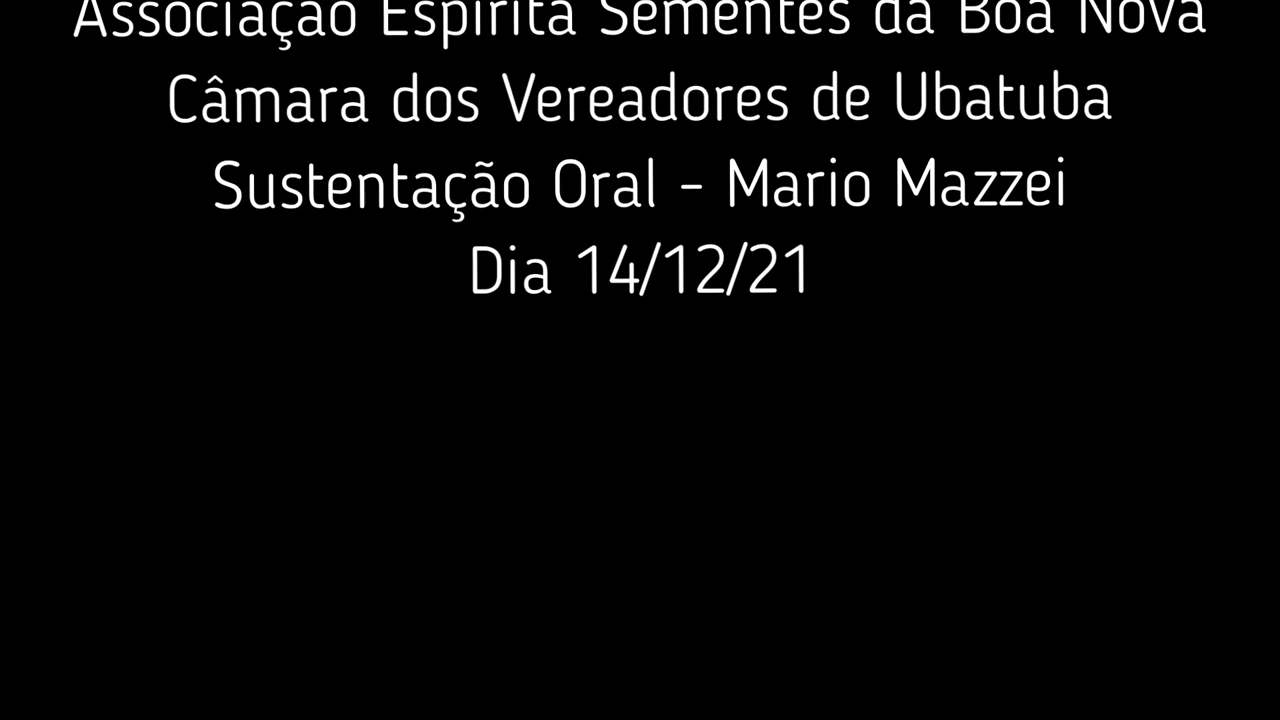 Associação Espírita Sementes da Boa Nova
Câmara dos Vereadores de Ubatuba
Sustentação Oral - Mario Mazzei
Dia 14/12/21